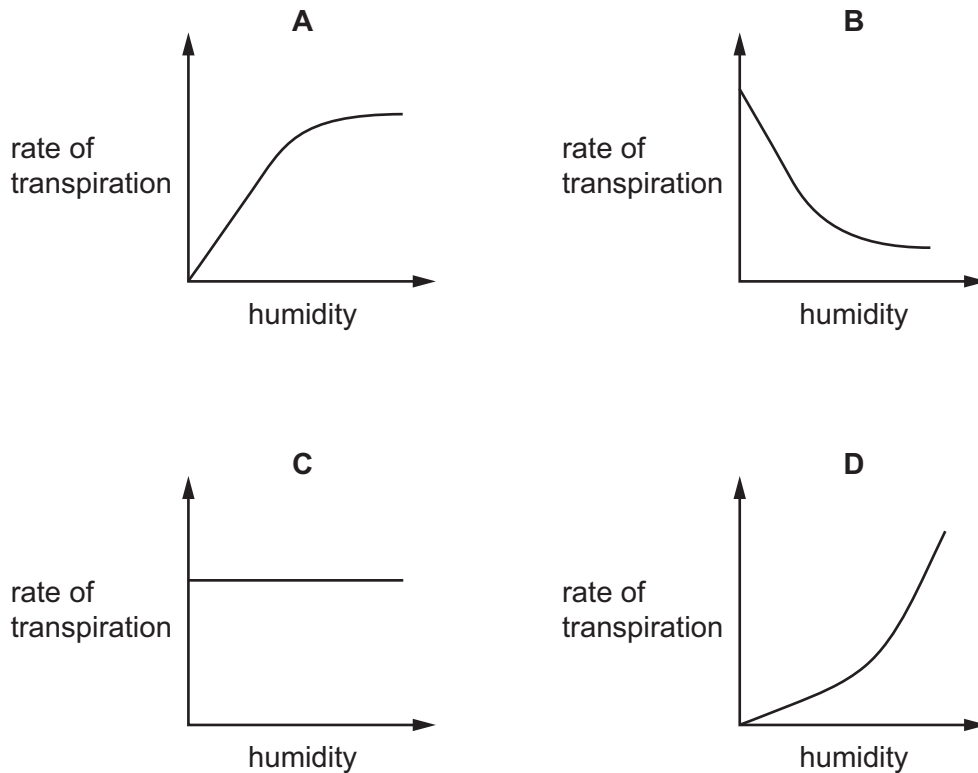 A
rate of
transpiration
humidity
B
rate of
transpiration
humidity
C
rate of
transpiration
humidity
D
rate of
transpiration
humidity